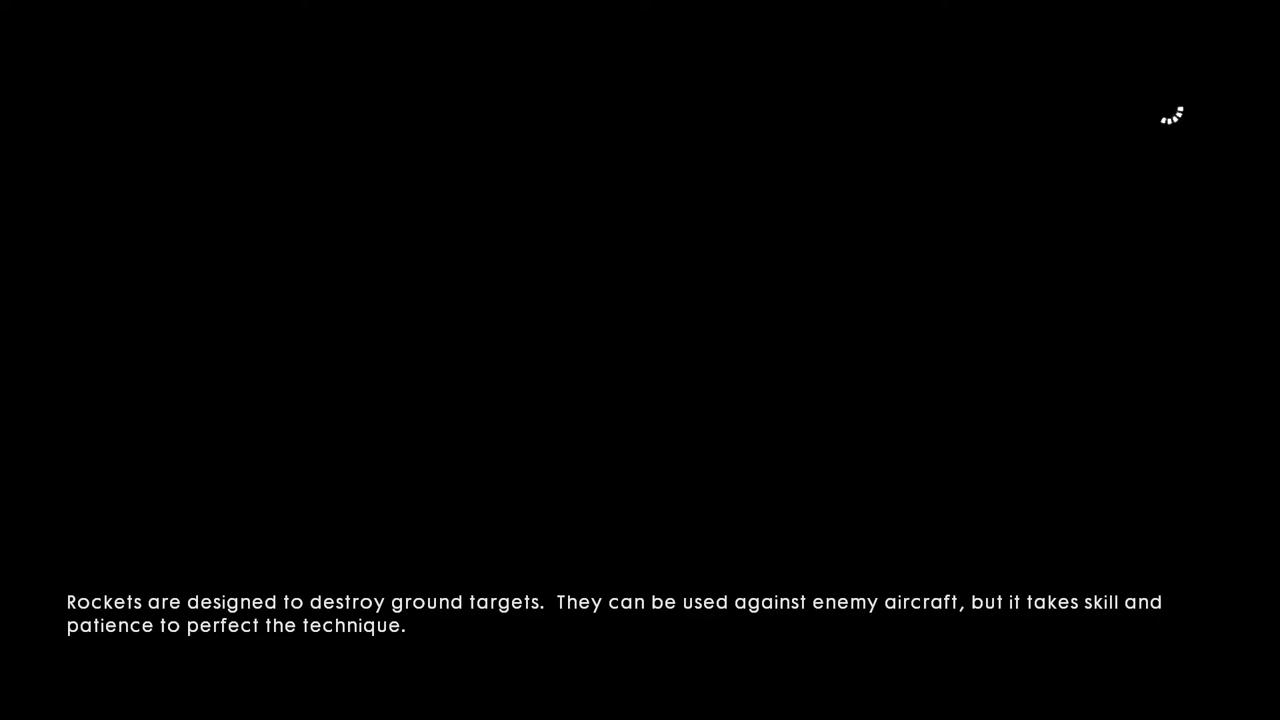 Rockets are designed to destroy ground targets.  They can be used against enemy aircraft, but it takes skill and
patience to perfect the technique.